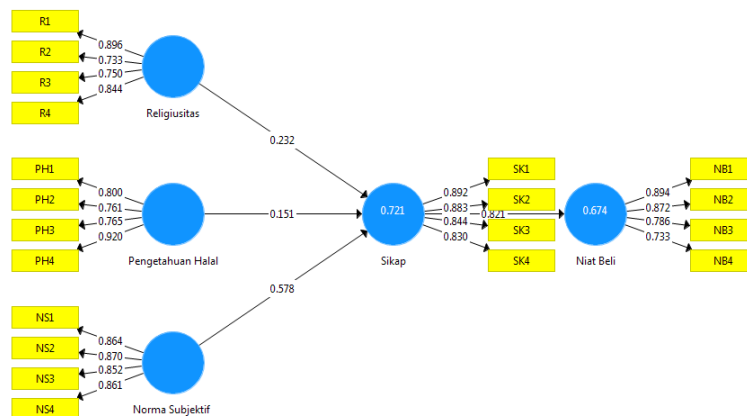 R1
R2
R3
R4
0.896
0.733
0.750
0.844
Religiusitas
0.232
PH1
PH2
PH3
PH4
0.800
0.761
0.765
0.920
Pengetahuan Halal
0.151
NS1
NS2
NS3
NS4
0.864
0.870
0.852
0.861
Norma Subjektif
0.578
0.721
Sikap
0.892
0.883
0.844
0.830
SK1
SK2
SK3
SK4
0.821
0.674
Niat Beli
0.894
0.872
0.786
0.733
NB1
NB2
NB3
NB4